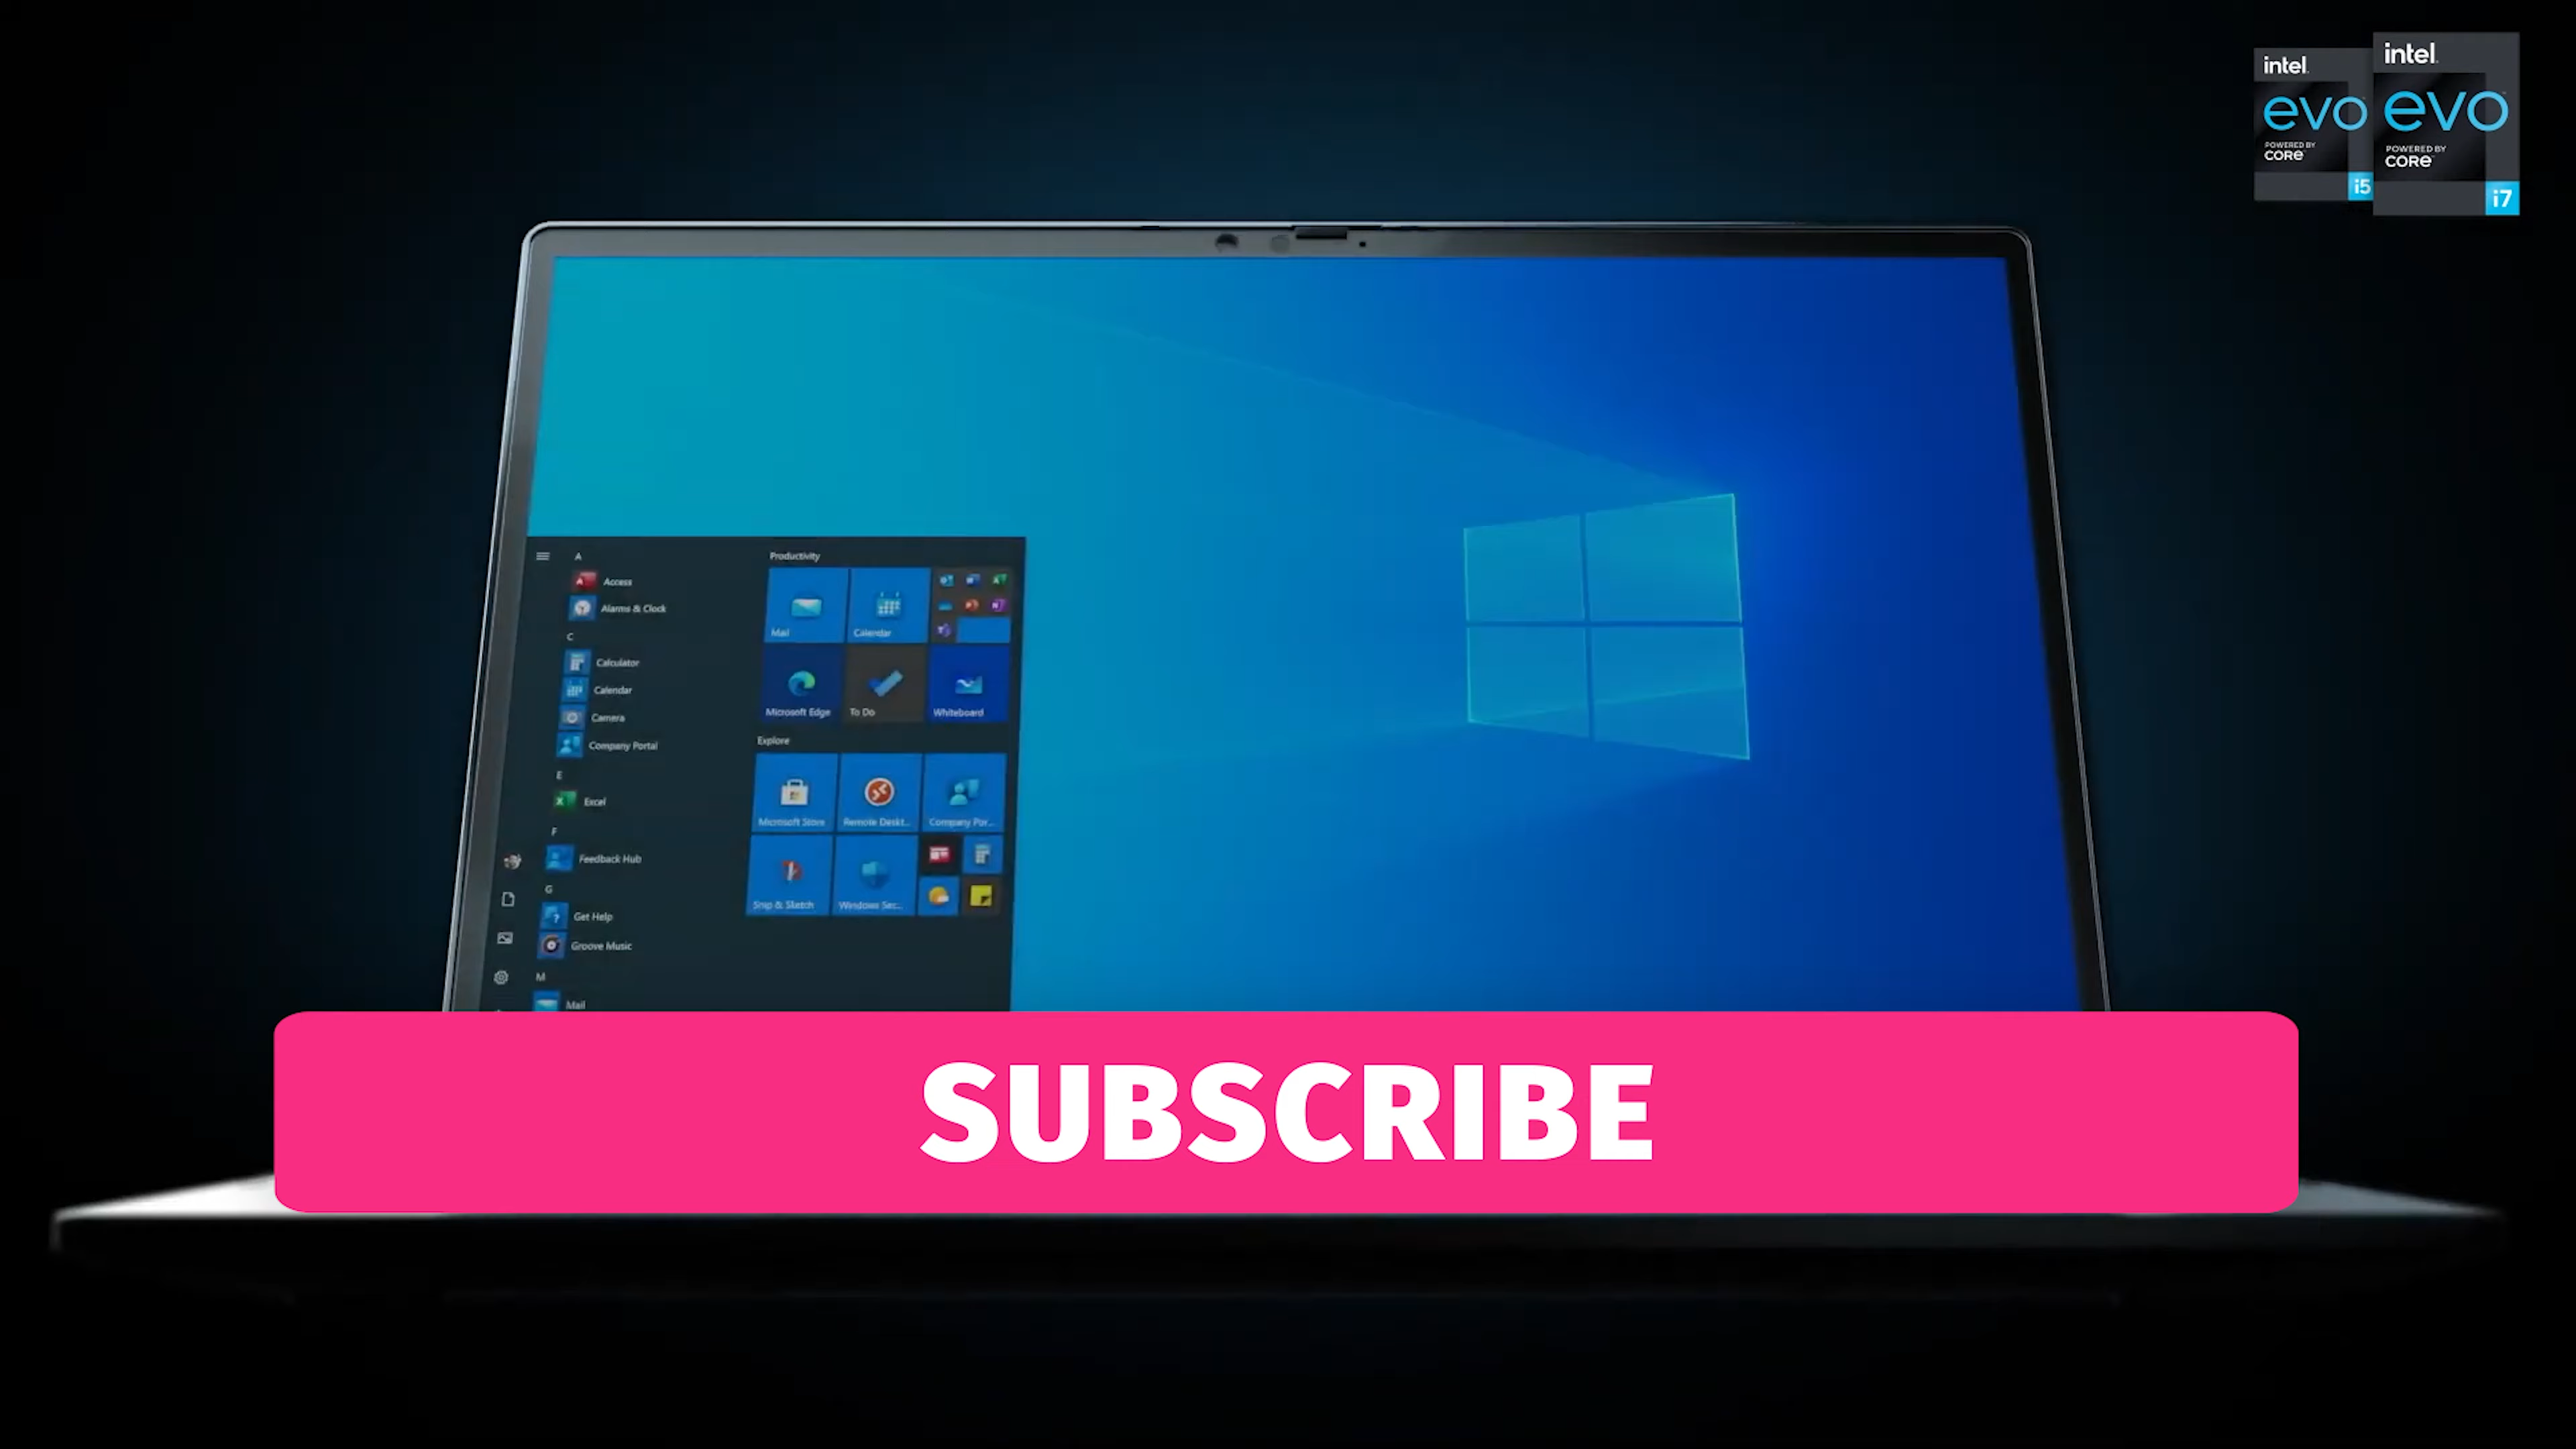 intel
evo
POWERED BY
CORE
i5
intel
evo
POWERED BY
CORE
i7
A
Access
Alarms & Clock
C
Calculator
Calendar
Camera
Company Portal
E
Excel
F
Feedback Hub
G
Get Help
Groove Music
M
Mail
Productivity
Mail
Calendar
Microsoft Edge
To Do
Whiteboard
Explore
Microsoft Store
Remote Deskt...
Company Por...
Snip & Sketch
Windows Sec...
SUBSCRIBE